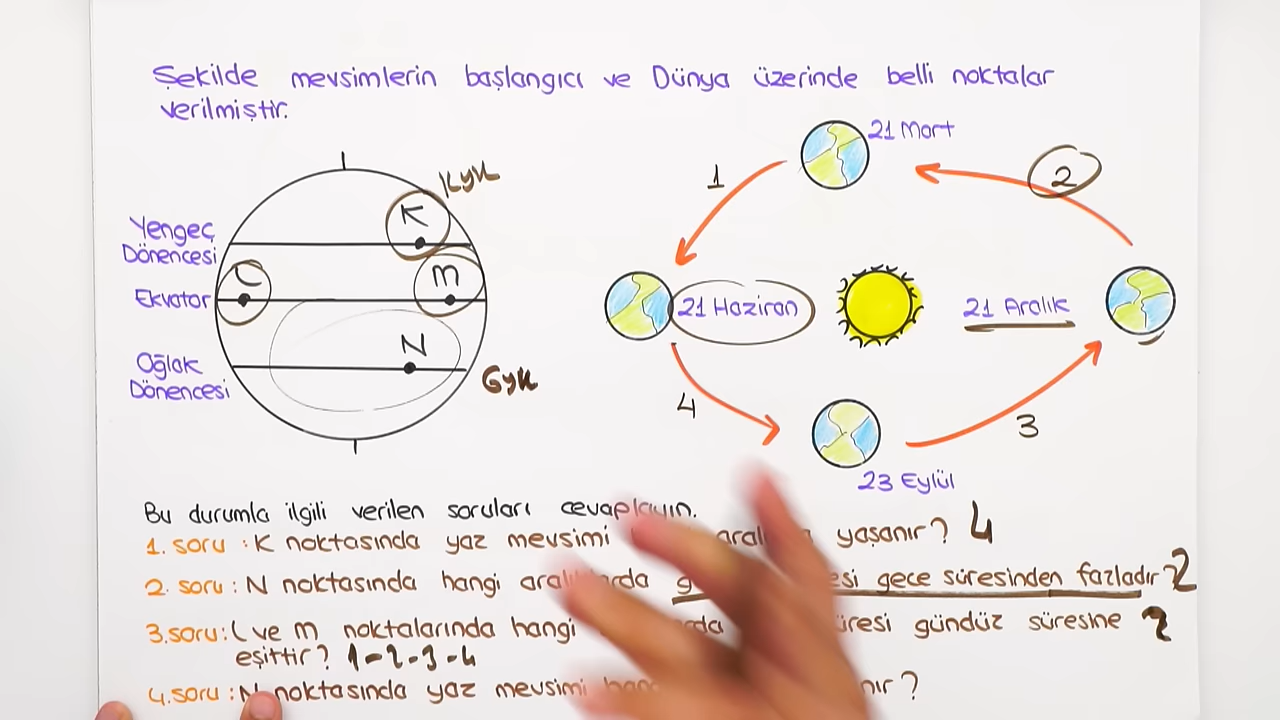 Şekilde mevsimlerin başlangıcı ve Dünya üzerinde belli noktalar
verilmiştir.
21 Mart
KYK
K
1
2
Yengeç
Dönencesi
L
M
Ekvator
21 Haziran
21 Aralık
N
Oğlak
Dönencesi
GYK
4
3
23 Eylül
Bu durumla ilgili verilen soruları cevaplayın.
1. soru : K noktasında yaz mevsimi yaşanır? 4
2. soru : N noktasında hangi gece süresinden fazladır? 2
3.soru: L ve M noktalarında hangi gündüz süresine
eşittir? 1-2-3-4
4.soru : N noktasında yaz mevsimi